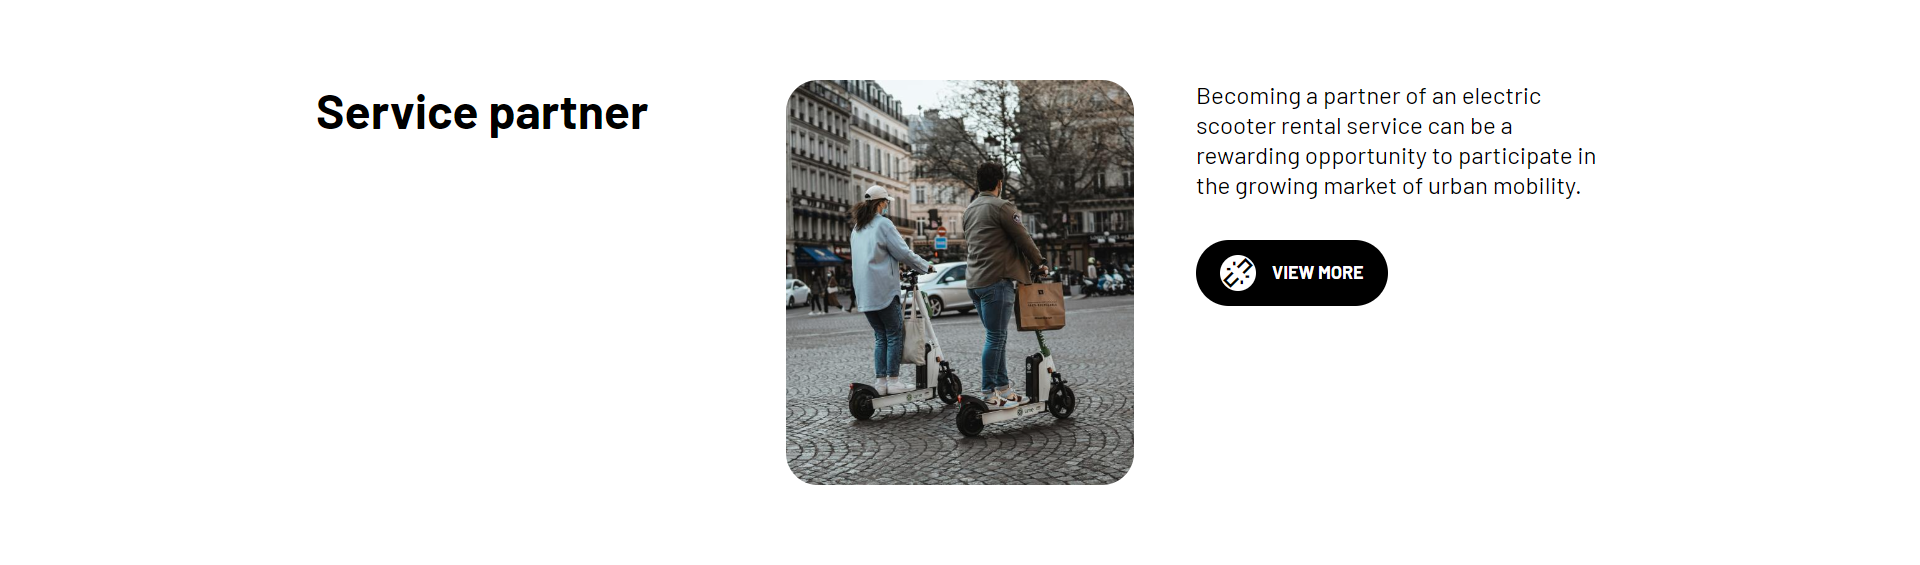 Service partner
Becoming a partner of an electric
scooter rental service can be a
rewarding opportunity to participate in
the growing market of urban mobility.
VIEW MORE